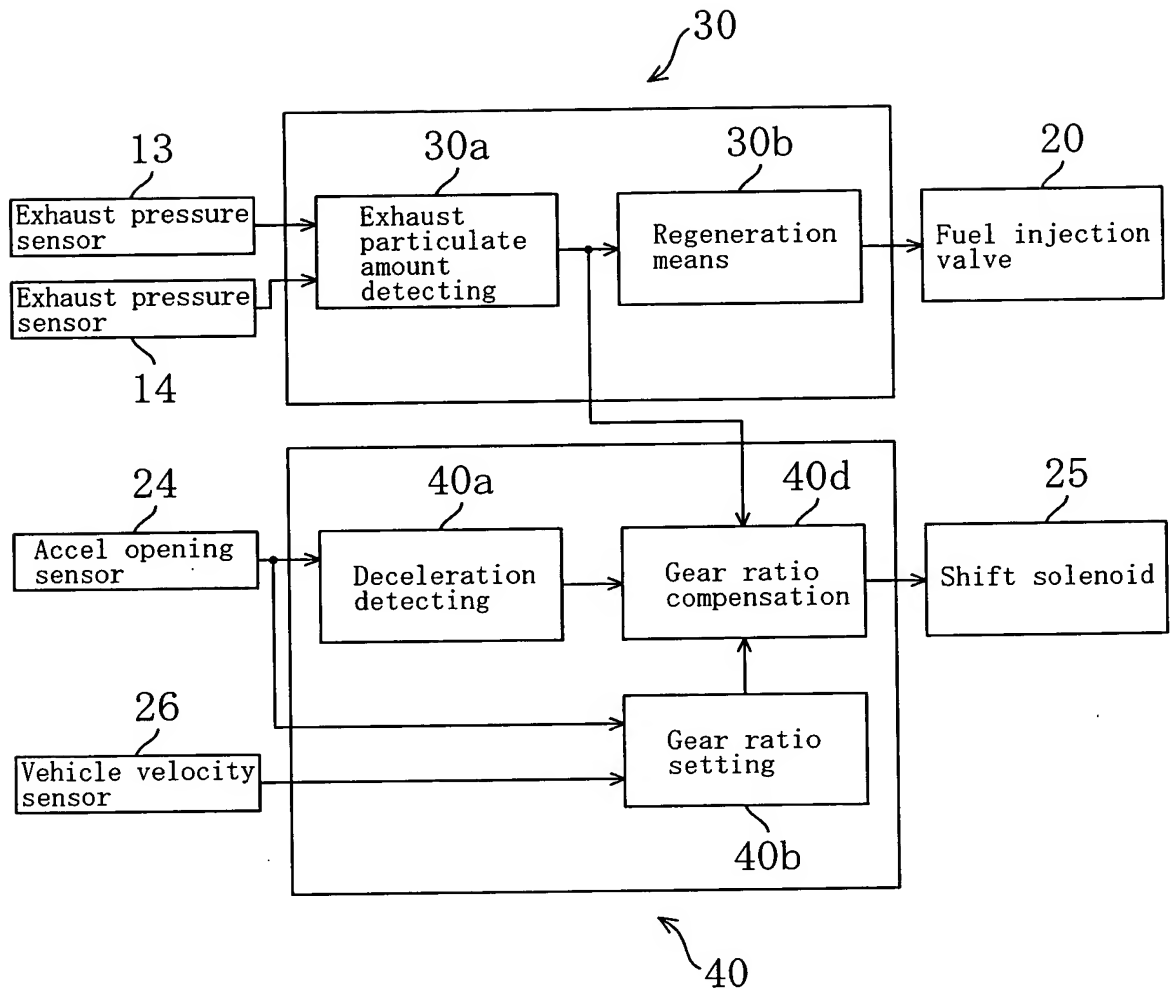 30
13
30a
30b
20
Exhaust pressure
sensor
Exhaust
particulate
amount
detecting
Regeneration
means
Fuel injection
valve
Exhaust pressure
sensor
14
24
40a
40d
25
Accel opening
sensor
Deceleration
detecting
Gear ratio
compensation
Shift solenoid
26
Vehicle velocity
sensor
Gear ratio
setting
40b
40